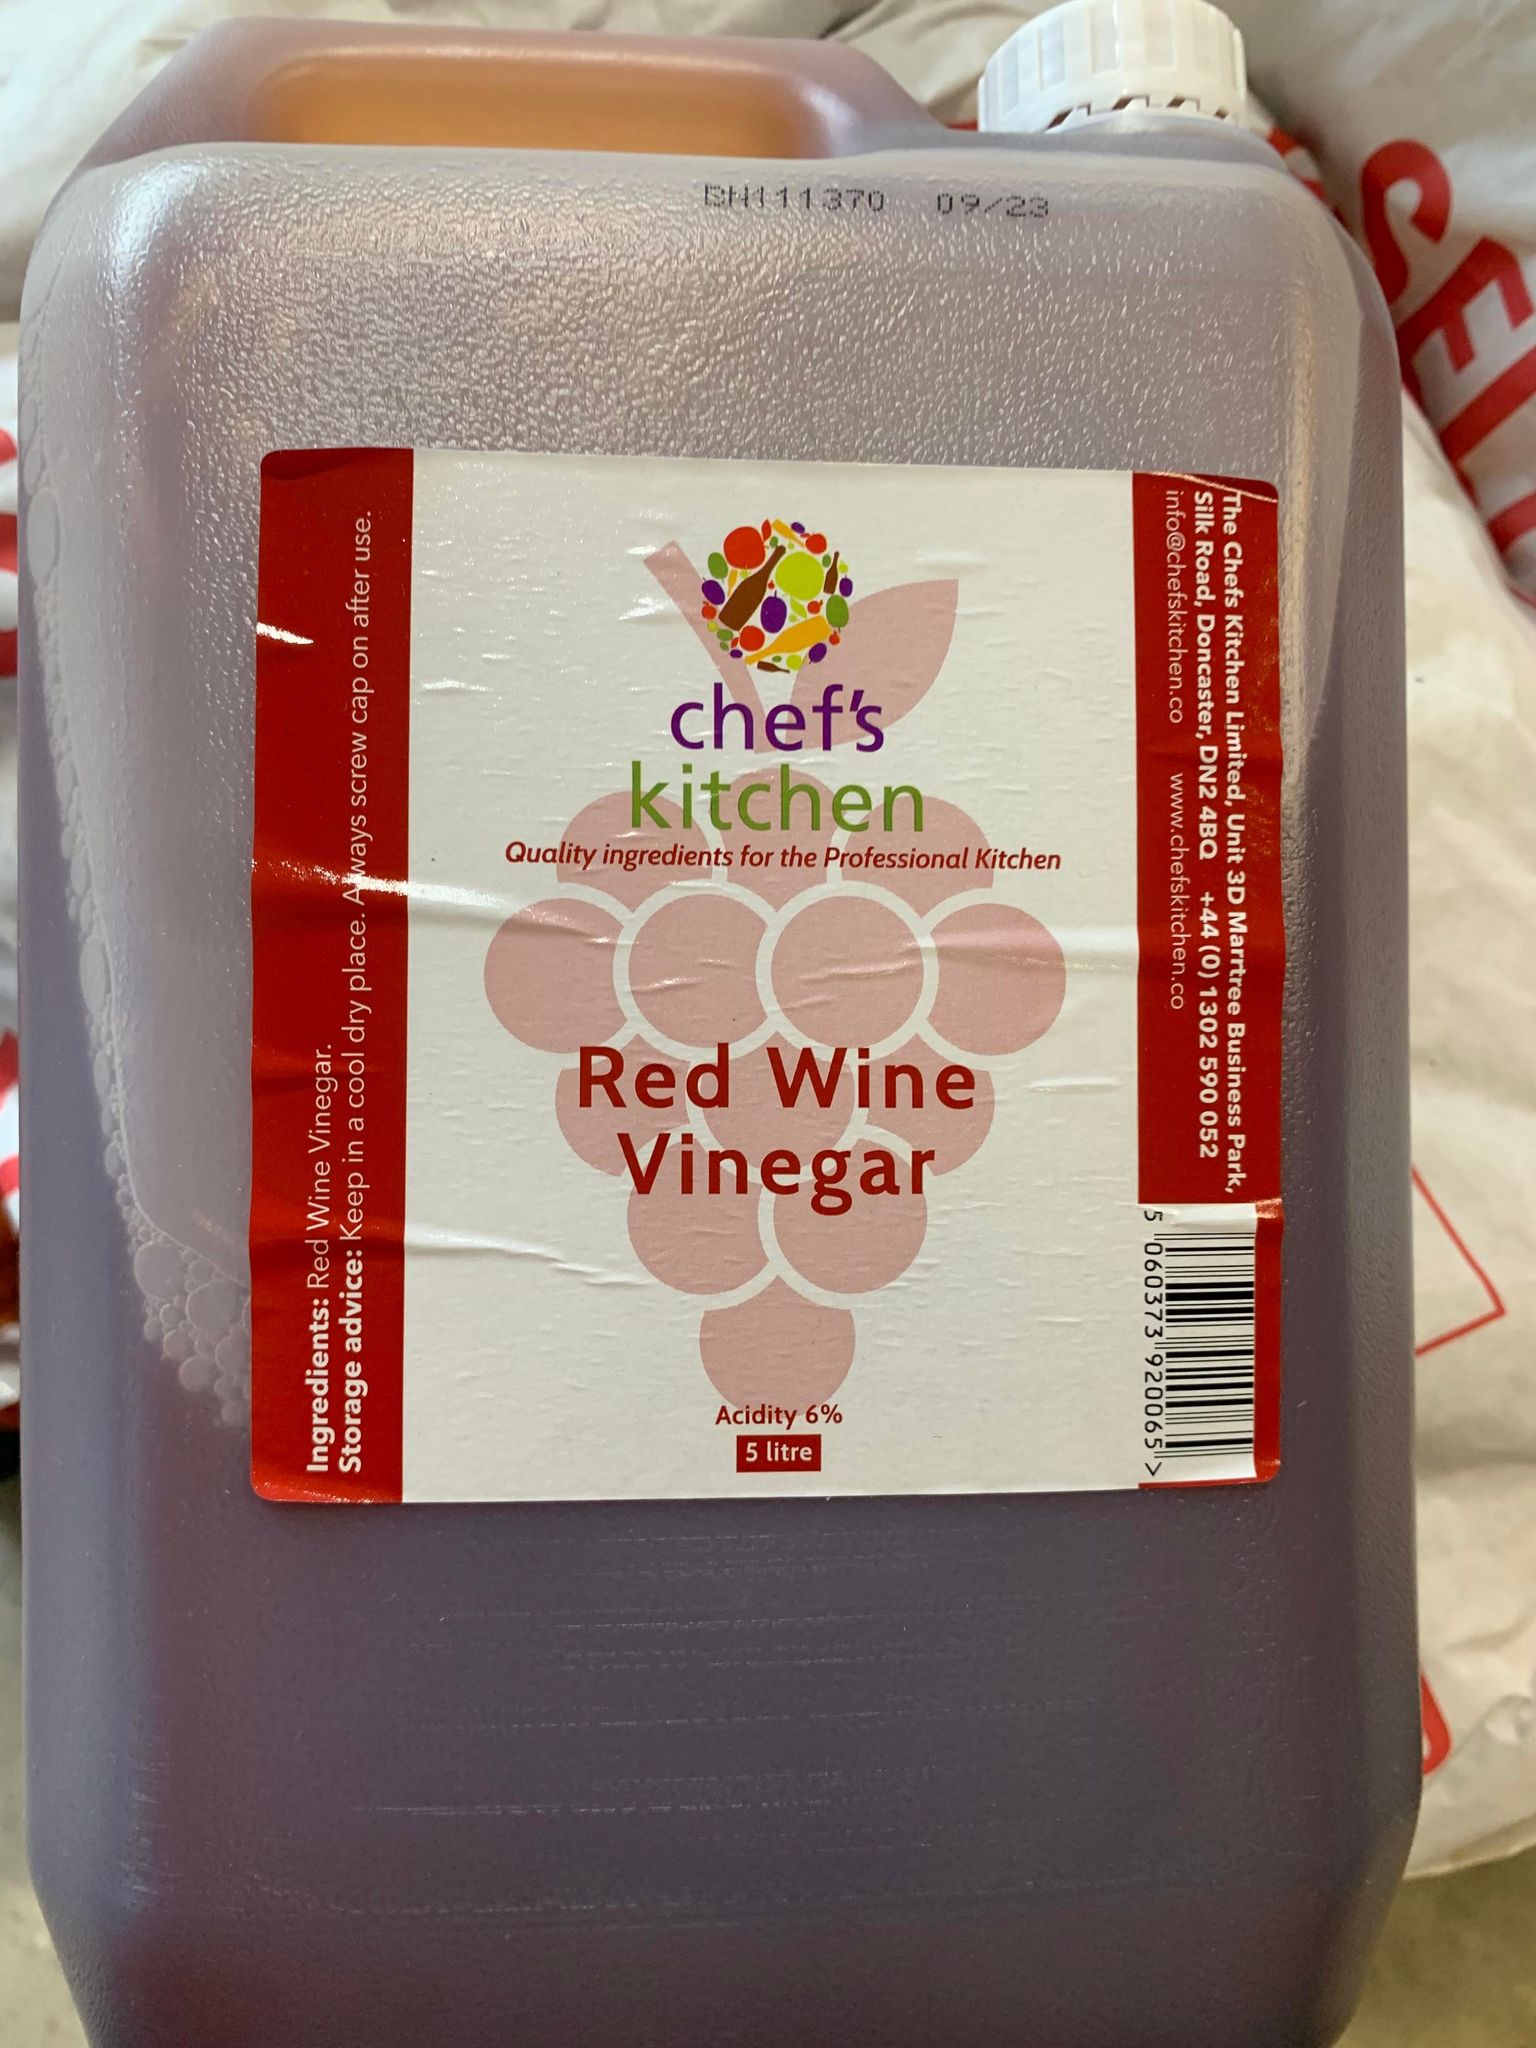 BN111370 09/23
chef's
kitchen
Quality ingredients for the Professional Kitchen
Red Wine
Vinegar
Acidity 6%
5 litre
Ingredients: Red Wine Vinegar.
Storage advice: Keep in a cool dry place. Always screw cap on after use.
The Chefs Kitchen Limited, Unit 3D Marrtree Business Park,
Silk Road, Doncaster, DN2 4BQ +44 (0) 1302 590 052
info@chefskitchen.co www.chefskitchen.co
5 060373 920065 >